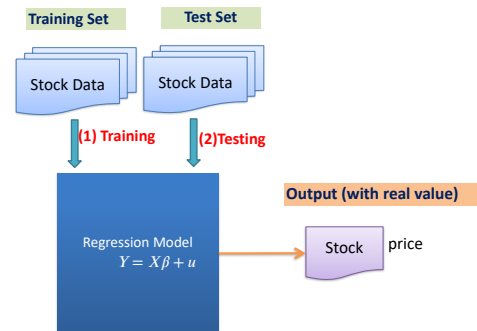 Training Set
Test Set
Stock Data
Stock Data
(1) Training
(2)Testing
Output (with real value)
Regression Model
Y = Xβ + u
Stock
price